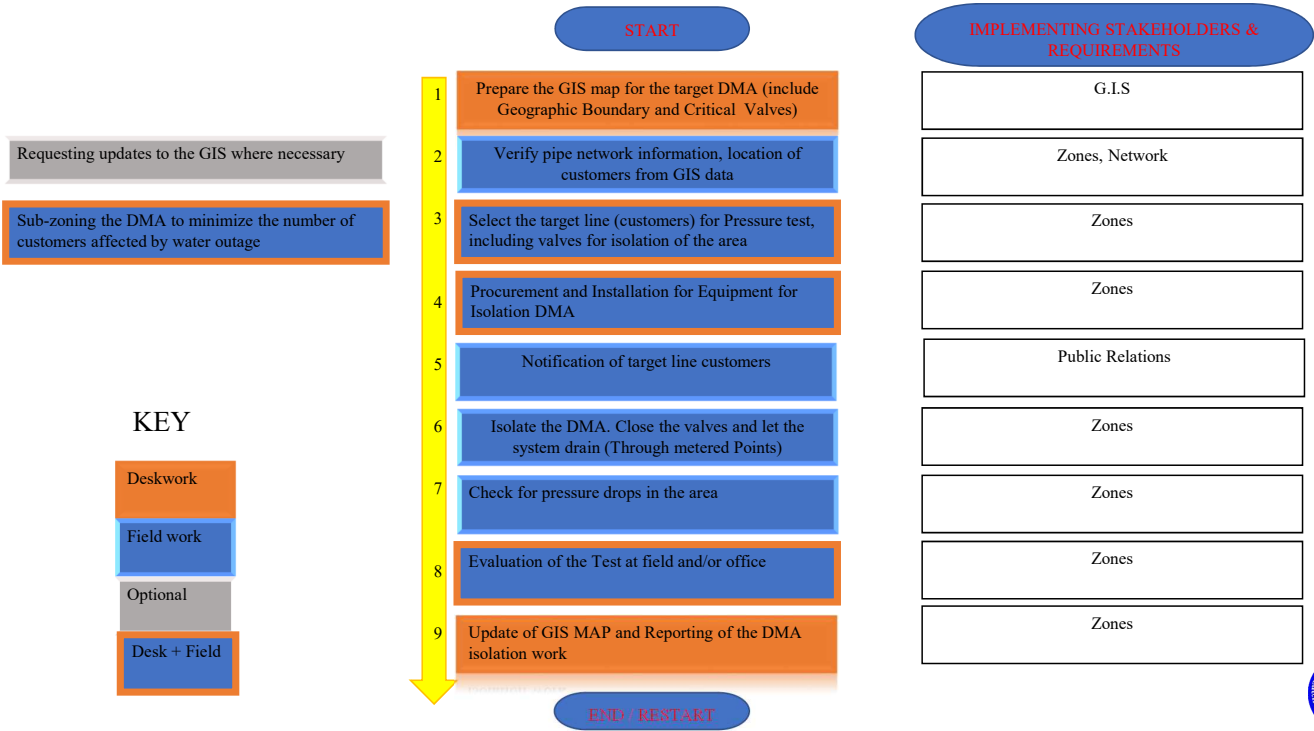 START
IMPLEMENTING STAKEHOLDERS &
REQUIREMENTS
1
Prepare the GIS map for the target DMA (include
Geographic Boundary and Critical Valves)
G.I.S
Requesting updates to the GIS where necessary
2
Verify pipe network information, location of
customers from GIS data
Zones, Network
Sub-zoning the DMA to minimize the number of
customers affected by water outage
3
Select the target line (customers) for Pressure test,
including valves for isolation of the area
Zones
4
Procurement and Installation for Equipment for
Isolation DMA
Zones
5
Notification of target line customers
Public Relations
6
Isolate the DMA. Close the valves and let the
system drain (Through metered Points)
Zones
7
Check for pressure drops in the area
Zones
8
Evaluation of the Test at field and/or office
Zones
9
Update of GIS MAP and Reporting of the DMA
isolation work
Zones
END / RESTART
KEY
Deskwork
Field work
Optional
Desk + Field